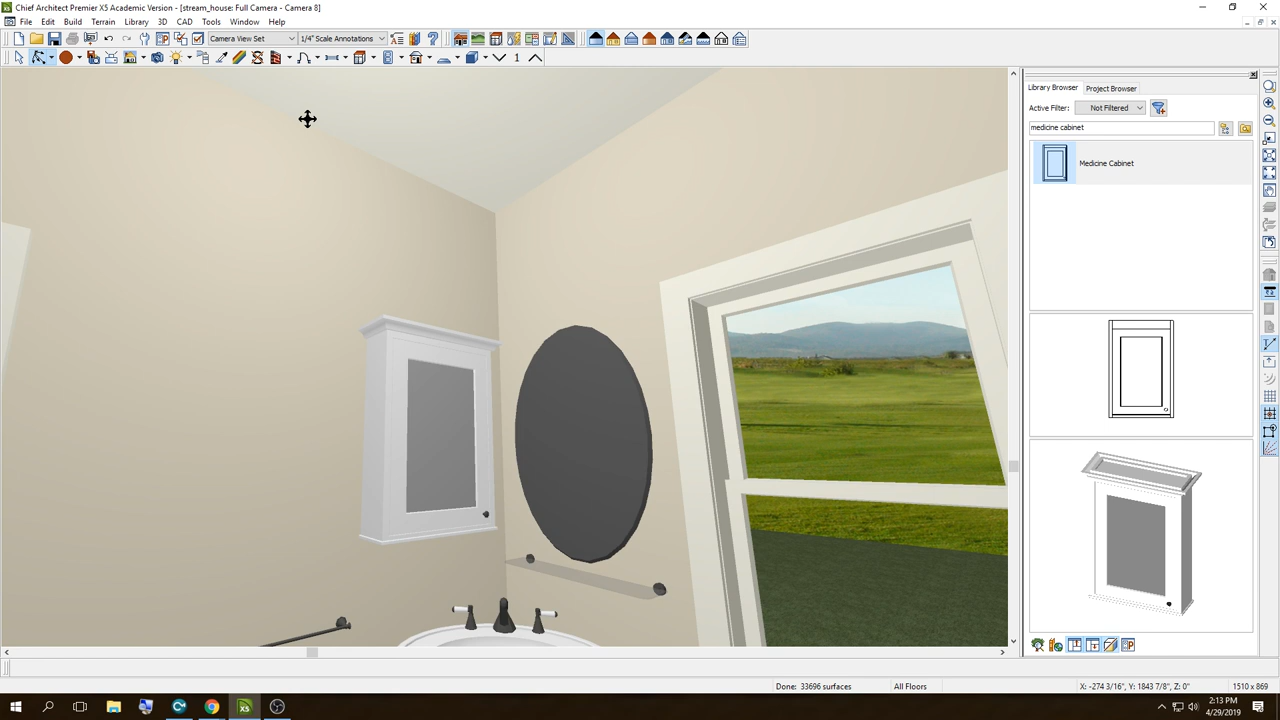 Chief Architect Premier X5 Academic Version - [stream_house: Full Camera - Camera 8]
File Edit Build Terrain Library 3D CAD Tools Window Help
Camera View Set 1/4" Scale Annotations
1
Library Browser Project Browser
Active Filter: Not Filtered
medicine cabinet
Medicine Cabinet
Done: 33696 surfaces All Floors X: -274 3/16", Y: 1843 7/8", Z: 0" 1510 x 869
2:13 PM
4/29/2019